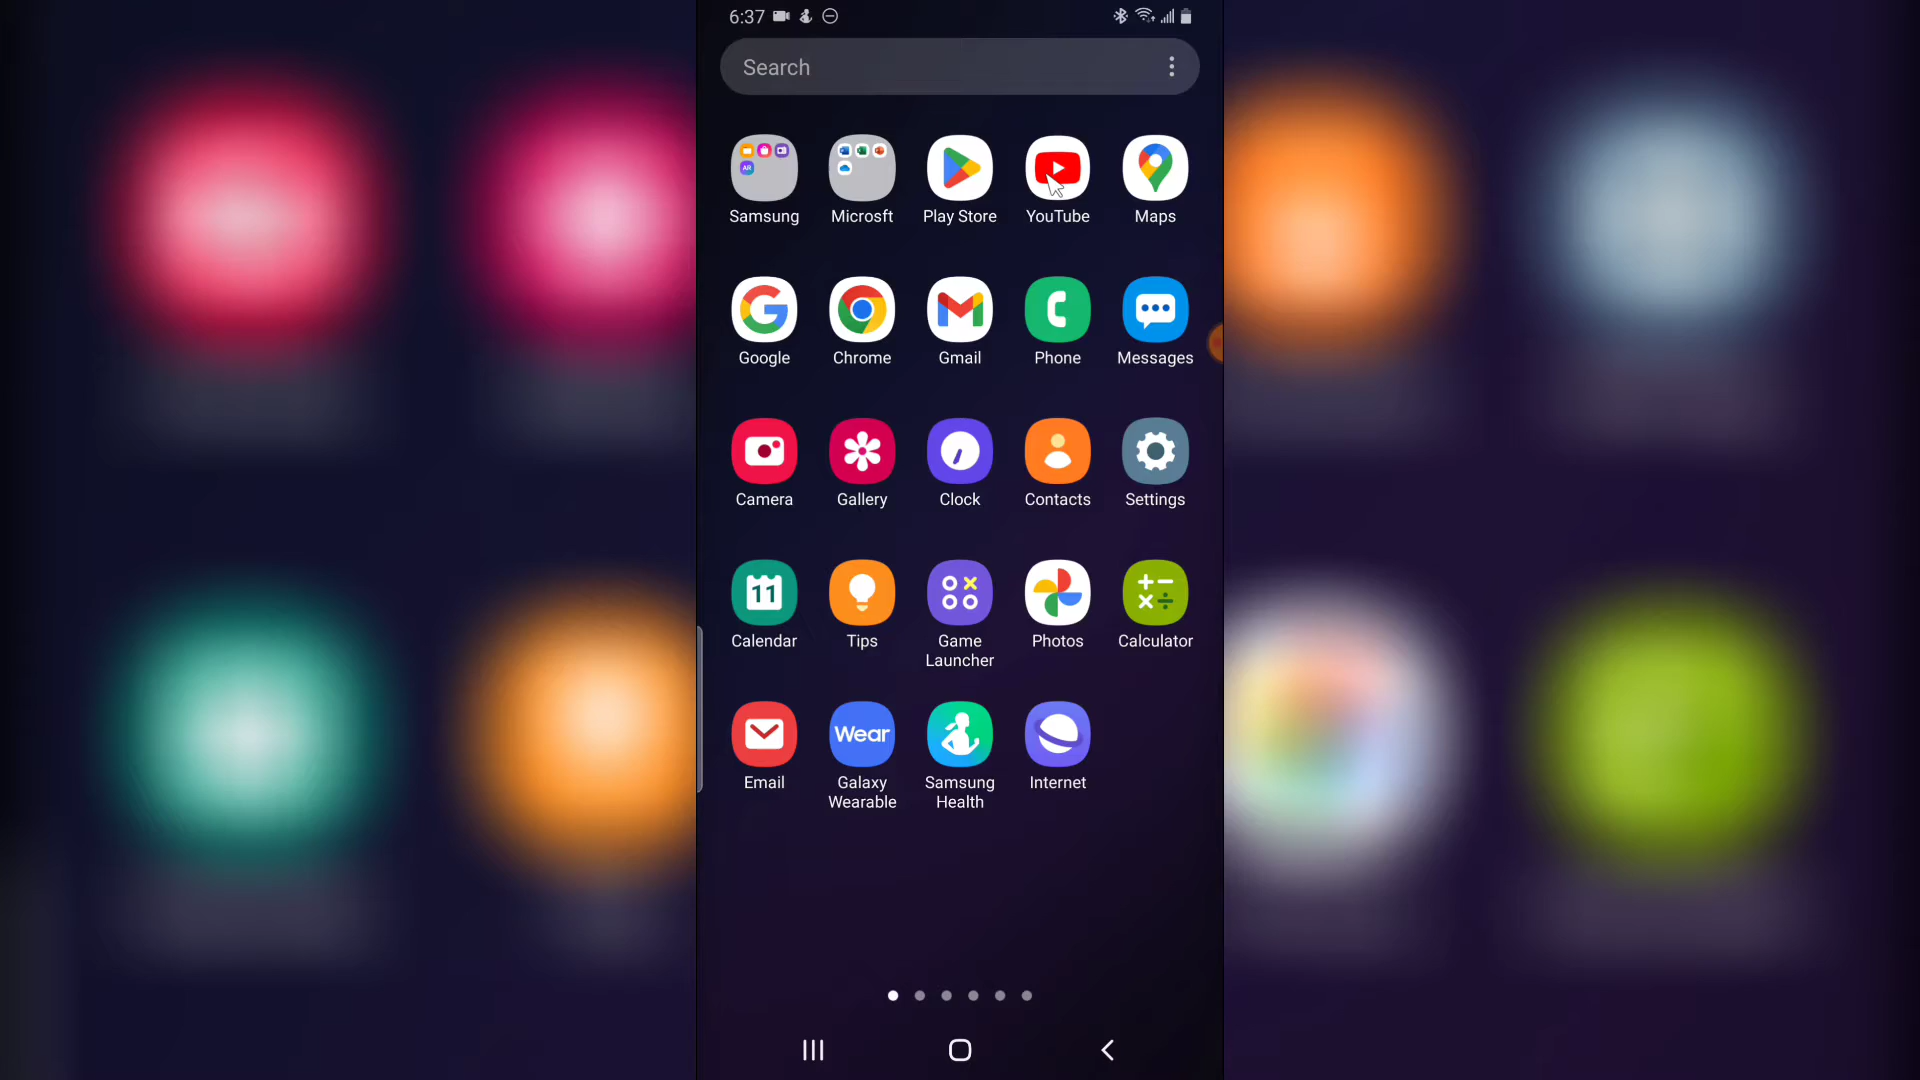 6:37
Search
AR
Samsung Microsft Play Store YouTube Maps
Google Chrome Gmail Phone Messages
Camera Gallery Clock Contacts Settings
11
Calendar Tips Game Launcher Photos Calculator
Wear
Email Galaxy Wearable Samsung Health Internet